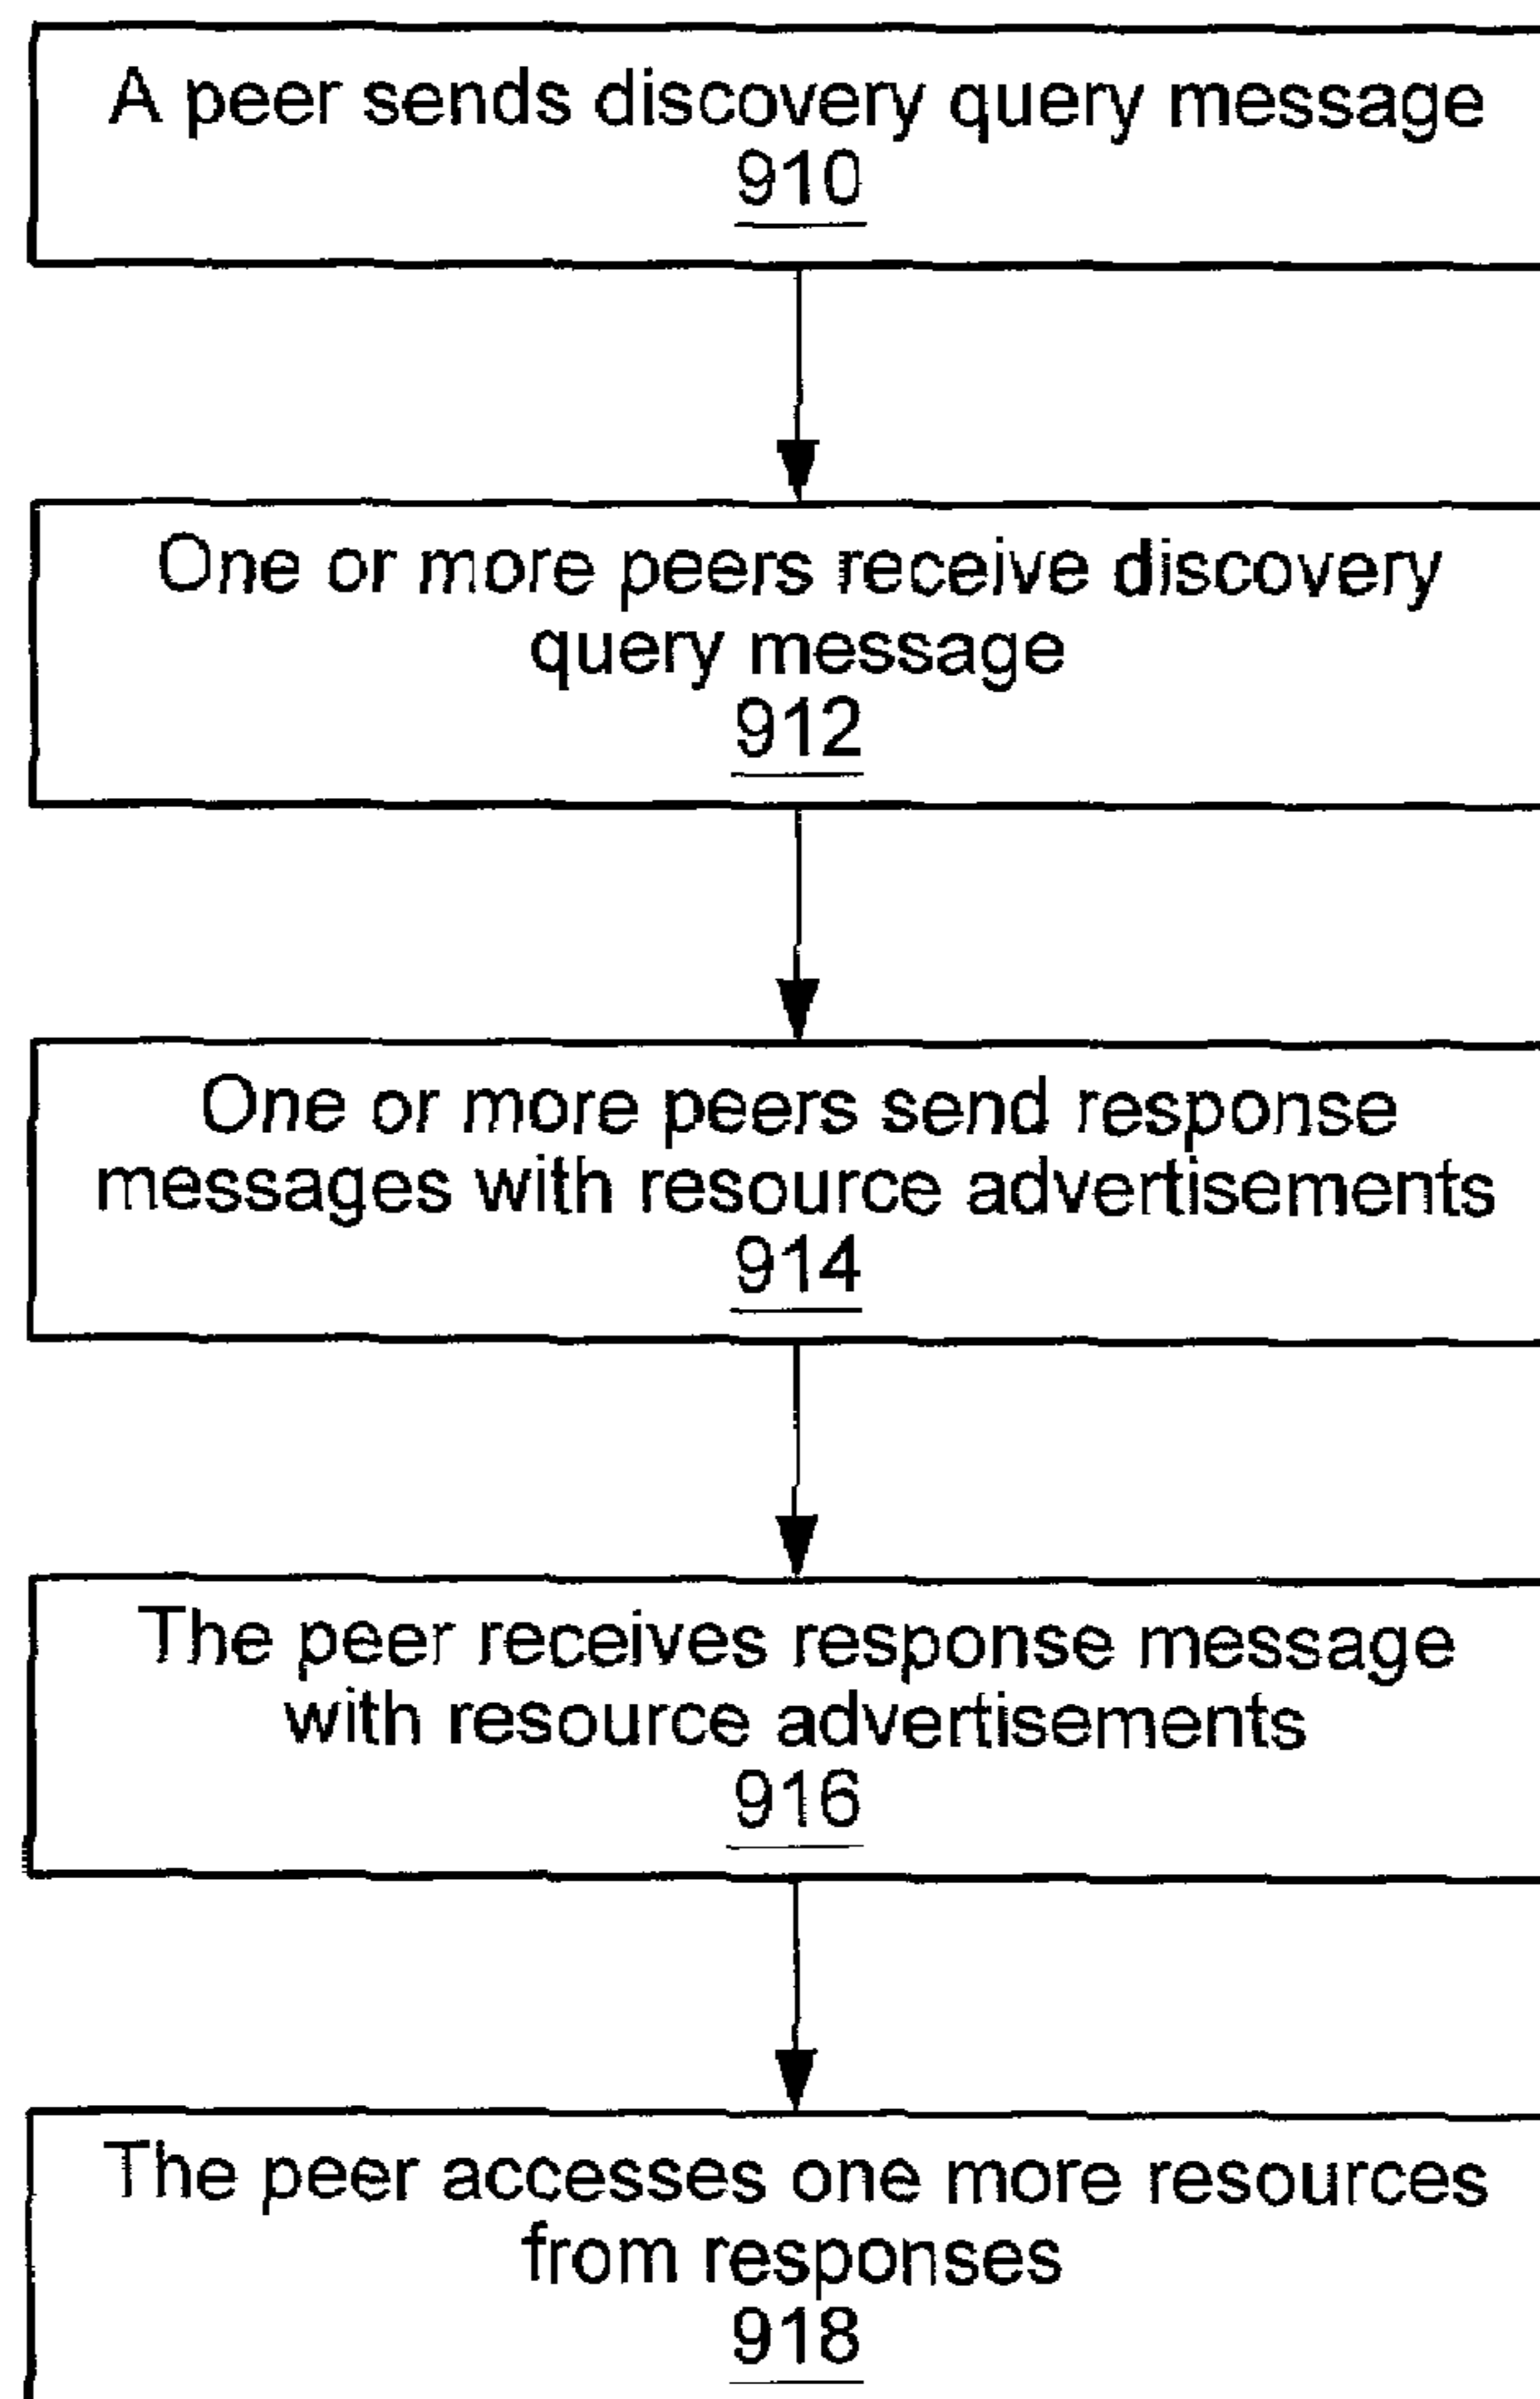 A peer sends discovery query message
910
One or more peers receive discovery
query message
912
One or more peers send response
messages with resource advertisements
914
The peer receives response message
with resource advertisements
916
The peer accesses one more resources
from responses
918